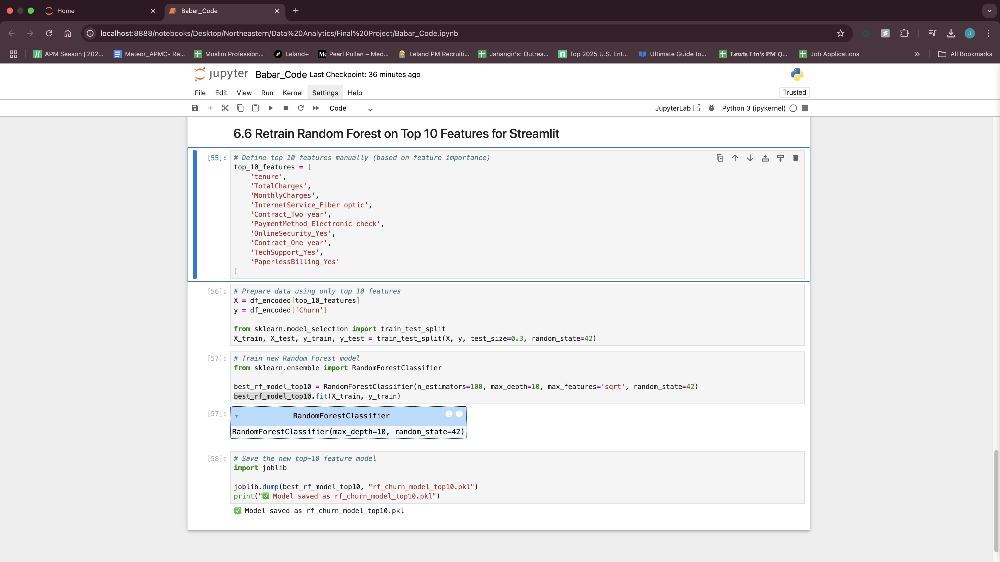 Home
Babar_Code
localhost:8888/notebooks/Desktop/Northeastern/Data%20Analytics/Final%20Project/Babar_Code.ipynb
J
APM Season | 202...
Meteor_APMC- Re...
Muslim Profession...
Leland+
Pearl Pullan – Med...
Leland PM Recruiti...
Jahangir's: Outrea...
Top 2025 U.S. Ent...
Ultimate Guide to...
Lewis Lin's PM Q...
Job Applications
All Bookmarks
jupyter Babar_Code Last Checkpoint: 36 minutes ago
File Edit View Run Kernel Settings Help
Trusted
Code
JupyterLab
Python 3 (ipykernel)
6.6 Retrain Random Forest on Top 10 Features for Streamlit
[55]: # Define top 10 features manually (based on feature importance)
top_10_features = [
'tenure',
'TotalCharges',
'MonthlyCharges',
'InternetService_Fiber optic',
'Contract_Two year',
'PaymentMethod_Electronic check',
'OnlineSecurity_Yes',
'Contract_One year',
'TechSupport_Yes',
'PaperlessBilling_Yes'
]
[56]: # Prepare data using only top 10 features
X = df_encoded[top_10_features]
y = df_encoded['Churn']
from sklearn.model_selection import train_test_split
X_train, X_test, y_train, y_test = train_test_split(X, y, test_size=0.3, random_state=42)
[57]: # Train new Random Forest model
from sklearn.ensemble import RandomForestClassifier
best_rf_model_top10 = RandomForestClassifier(n_estimators=100, max_depth=10, max_features='sqrt', random_state=42)
best_rf_model_top10.fit(X_train, y_train)
[57]: ▼ RandomForestClassifier i ?
RandomForestClassifier(max_depth=10, random_state=42)
[58]: # Save the new top-10 feature model
import joblib
joblib.dump(best_rf_model_top10, "rf_churn_model_top10.pkl")
print("✅ Model saved as rf_churn_model_top10.pkl")
✅ Model saved as rf_churn_model_top10.pkl